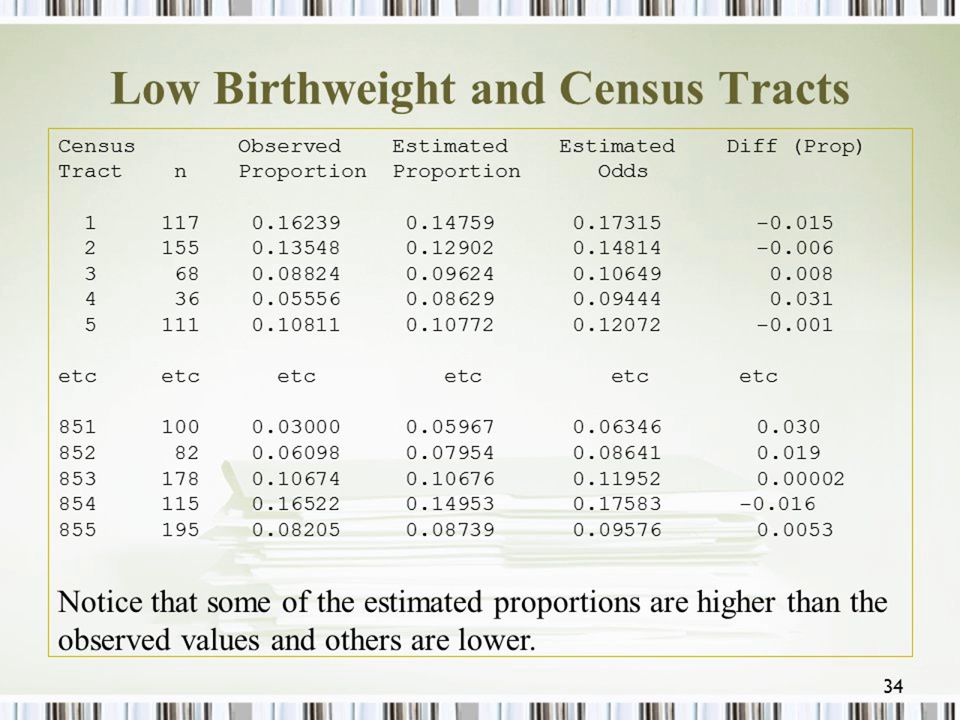 Low Birthweight and Census Tracts
Census Observed Estimated Estimated Diff (Prop)
Tract n Proportion Proportion Odds
1 117 0.16239 0.14759 0.17315 -0.015
2 155 0.13548 0.12902 0.14814 -0.006
3 68 0.08824 0.09624 0.10649 0.008
4 36 0.05556 0.08629 0.09444 0.031
5 111 0.10811 0.10772 0.12072 -0.001
etc etc etc etc etc etc
851 100 0.03000 0.05967 0.06346 0.030
852 82 0.06098 0.07954 0.08641 0.019
853 178 0.10674 0.10676 0.11952 0.00002
854 115 0.16522 0.14953 0.17583 -0.016
855 195 0.08205 0.08739 0.09576 0.0053
Notice that some of the estimated proportions are higher than the
observed values and others are lower.
34